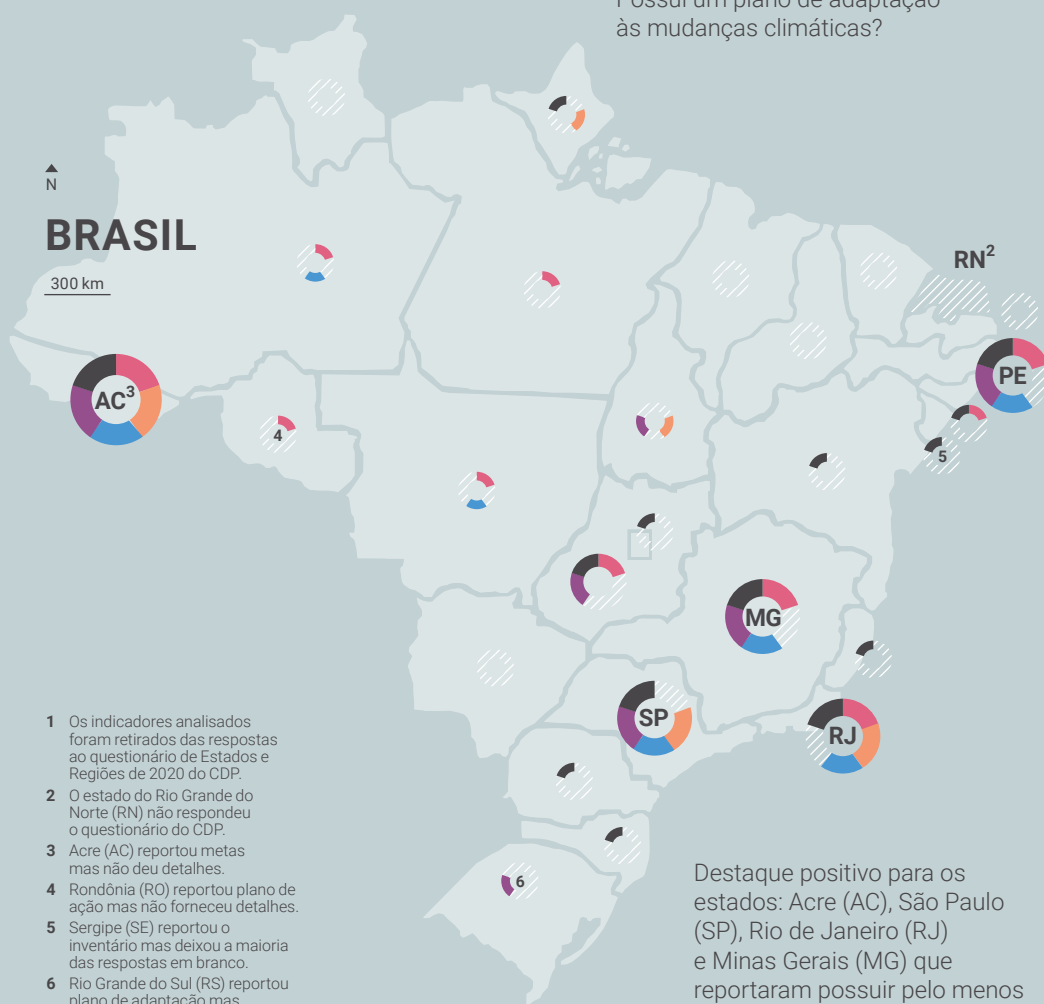 Possui um plano de adaptação
às mudanças climáticas?
N
BRASIL
300 km
RN2
AC3
PE
4
5
MG
SP
RJ
6
1 Os indicadores analisados
foram retirados das respostas
ao questionário de Estados e
Regiões de 2020 do CDP.
2 O estado do Rio Grande do
Norte (RN) não respondeu
o questionário do CDP.
3 Acre (AC) reportou metas
mas não deu detalhes.
4 Rondônia (RO) reportou plano de
ação mas não forneceu detalhes.
5 Sergipe (SE) reportou o
inventário mas deixou a maioria
das respostas em branco.
6 Rio Grande do Sul (RS) reportou
plano de adaptação mas
Destaque positivo para os
estados: Acre (AC), São Paulo
(SP), Rio de Janeiro (RJ)
e Minas Gerais (MG) que
reportaram possuir pelo menos